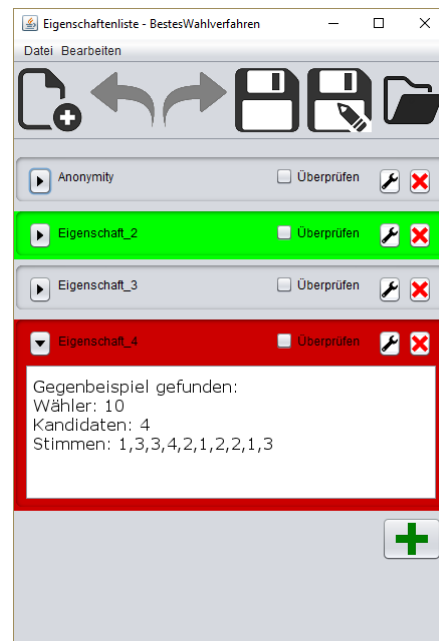 Eigenschaftenliste - BestesWahlverfahren
Datei Bearbeiten
Anonymity Überprüfen
Eigenschaft_2 Überprüfen
Eigenschaft_3 Überprüfen
Eigenschaft_4 Überprüfen
Gegenbeispiel gefunden:
Wähler: 10
Kandidaten: 4
Stimmen: 1,3,3,4,2,1,2,2,1,3